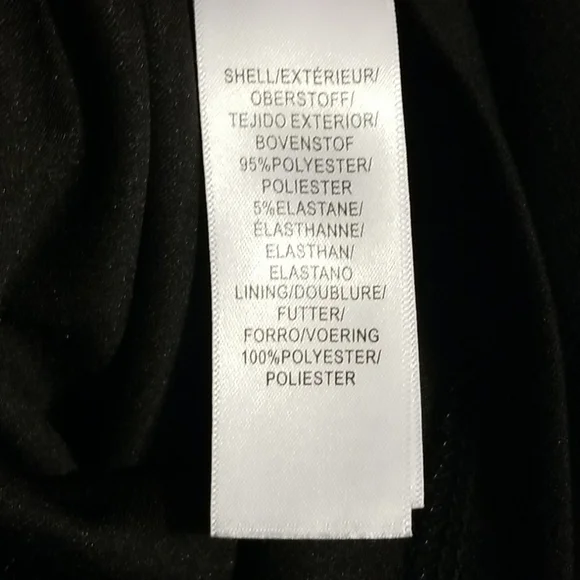 SHELL/EXTÉRIEUR/
OBERSTOFF/
TEJIDO EXTERIOR/
BOVENSTOF
95%POLYESTER/
POLIESTER
5%ELASTANE/
ÉLASTHANNE/
ELASTHAN/
ELASTANO
LINING/DOUBLURE/
FUTTER/
FORRO/VOERING
100%POLYESTER/
POLIESTER